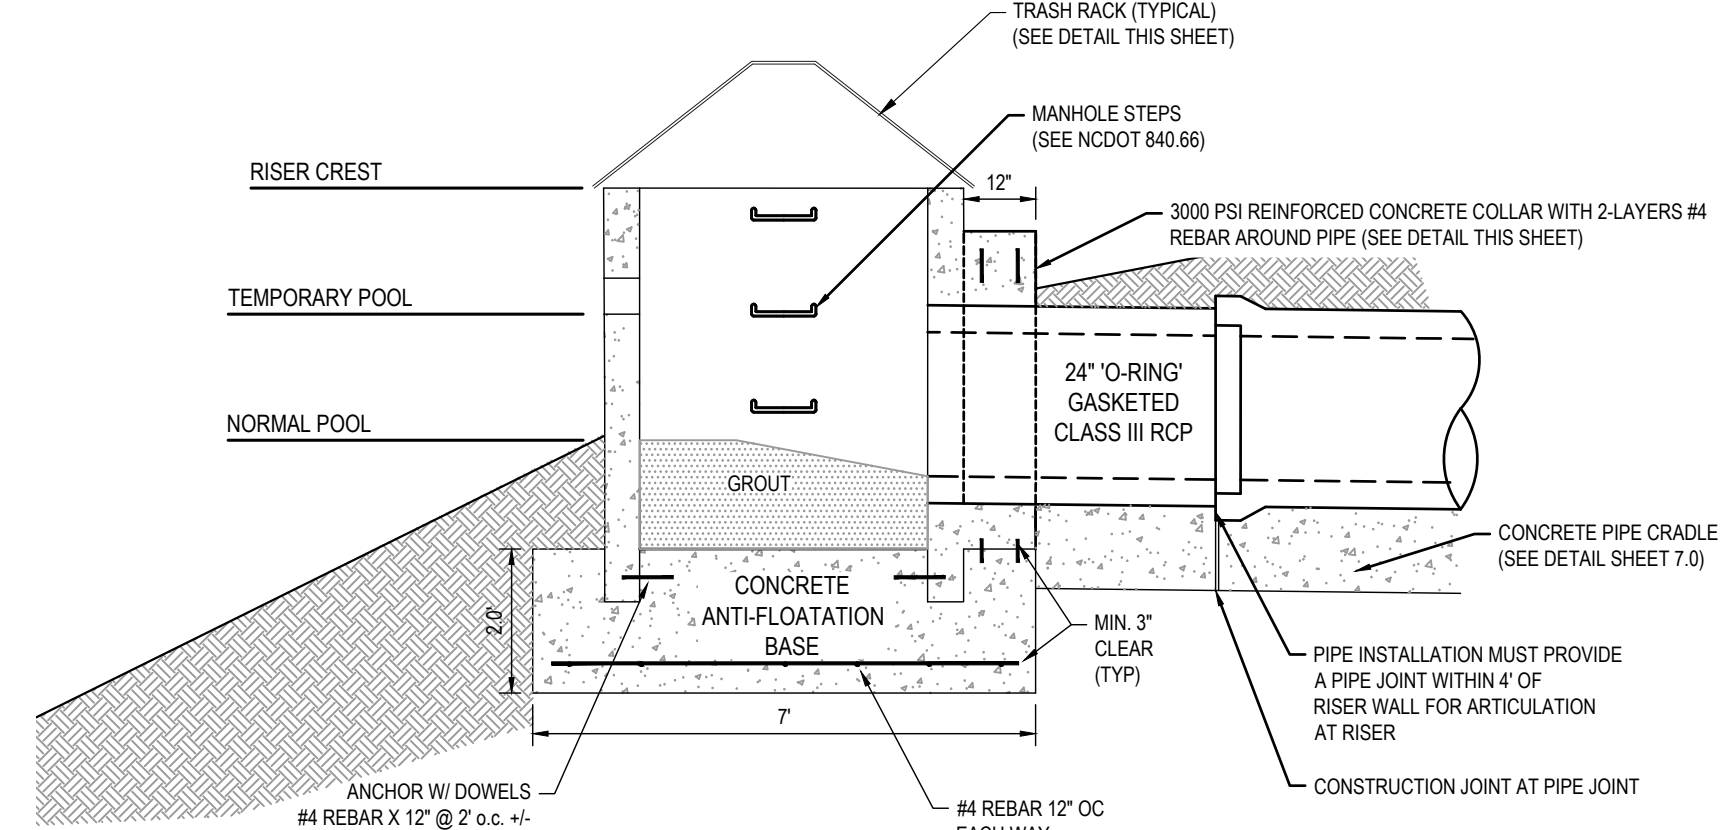 TRASH RACK (TYPICAL)
(SEE DETAIL THIS SHEET)
MANHOLE STEPS
(SEE NCDOT 840.66)
RISER CREST
12"
3000 PSI REINFORCED CONCRETE COLLAR WITH 2-LAYERS #4
REBAR AROUND PIPE (SEE DETAIL THIS SHEET)
TEMPORARY POOL
24" 'O-RING'
GASKETED
CLASS III RCP
NORMAL POOL
GROUT
CONCRETE PIPE CRADLE
(SEE DETAIL SHEET 7.0)
CONCRETE
ANTI-FLOATATION
BASE
2.0'
MIN. 3"
CLEAR
(TYP)
PIPE INSTALLATION MUST PROVIDE
A PIPE JOINT WITHIN 4' OF
RISER WALL FOR ARTICULATION
AT RISER
7'
CONSTRUCTION JOINT AT PIPE JOINT
ANCHOR W/ DOWELS
#4 REBAR X 12" @ 2' o.c. +/-
#4 REBAR 12" OC
EACH WAY